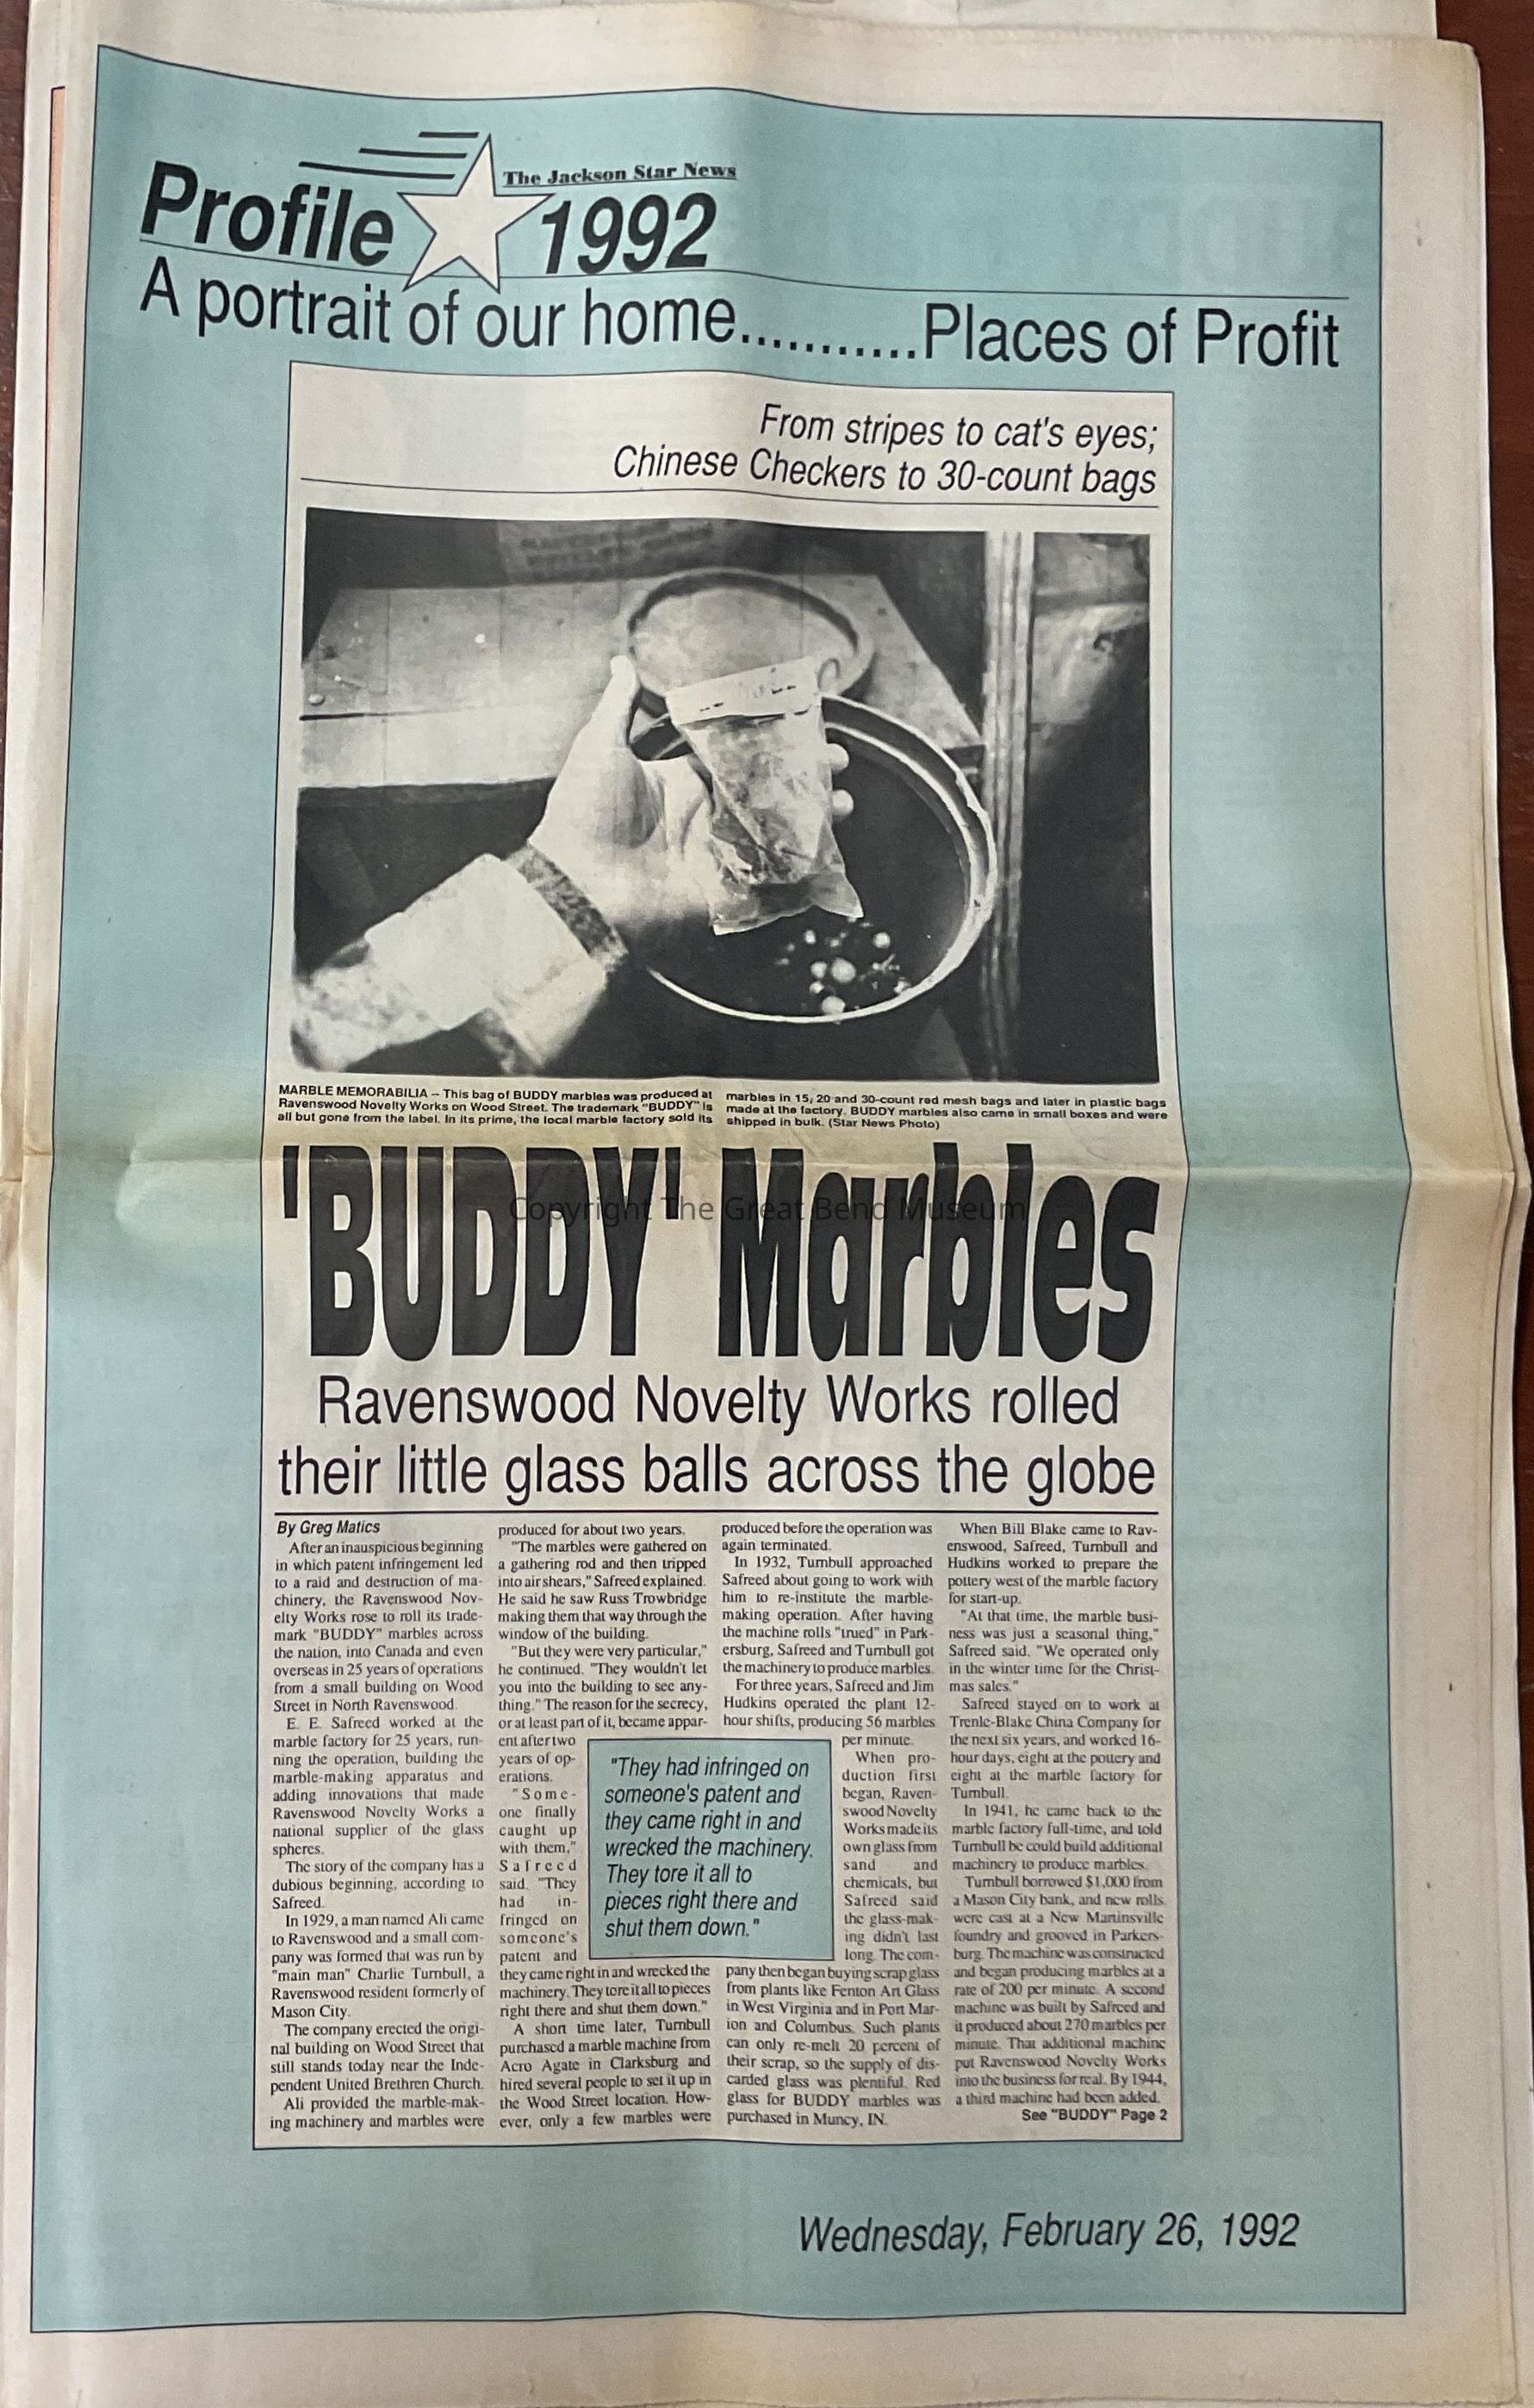 The Jackson Star News
Profile 1992
A portrait of our home...........Places of Profit
From stripes to cat's eyes;
Chinese Checkers to 30-count bags
MARBLE MEMORABILIA -- This bag of BUDDY marbles was produced at
Ravenswood Novelty Works on Wood Street. The trademark "BUDDY" is
all but gone from the label. In its prime, the local marble factory sold its
marbles in 15, 20 and 30-count red mesh bags and later in plastic bags
made at the factory. BUDDY marbles also came in small boxes and were
shipped in bulk. (Star News Photo)
'BUDDY' Marbles
Copyright The Great Bend Museum
Ravenswood Novelty Works rolled
their little glass balls across the globe
By Greg Matics
After an inauspicious beginning
in which patent infringement led
to a raid and destruction of ma-
chinery, the Ravenswood Nov-
elty Works rose to roll its trade-
mark "BUDDY" marbles across
the nation, into Canada and even
overseas in 25 years of operations
from a small building on Wood
Street in North Ravenswood.
E. E. Safreed worked at the
marble factory for 25 years, run-
ning the operation, building the
marble-making apparatus and
adding innovations that made
Ravenswood Novelty Works a
national supplier of the glass
spheres.
The story of the company has a
dubious beginning, according to
Safreed.
In 1929, a man named Ali came
to Ravenswood and a small com-
pany was formed that was run by
"main man" Charlie Turnbull, a
Ravenswood resident formerly of
Mason City.
The company erected the origi-
nal building on Wood Street that
still stands today near the Inde-
pendent United Brethren Church.
Ali provided the marble-mak-
ing machinery and marbles were
produced for about two years.
"The marbles were gathered on
a gathering rod and then tripped
into air shears," Safreed explained.
He said he saw Russ Trowbridge
making them that way through the
window of the building.
"But they were very particular,"
he continued. "They wouldn't let
you into the building to see any-
thing." The reason for the secrecy,
or at least part of it, became appar-
ent after two
years of op-
erations.
"Some-
one finally
caught up
with them,"
Safreed
said. "They
had in-
fringed on
someone's
patent and
they came right in and wrecked the
machinery. They tore it all to pieces
right there and shut them down."
A short time later, Turnbull
purchased a marble machine from
Acro Agate in Clarksburg and
hired several people to set it up in
the Wood Street location. How-
ever, only a few marbles were
"They had infringed on
someone's patent and
they came right in and
wrecked the machinery.
They tore it all to
pieces right there and
shut them down."
produced before the operation was
again terminated.
In 1932, Turnbull approached
Safreed about going to work with
him to re-institute the marble-
making operation. After having
the machine rolls "trued" in Park-
ersburg, Safreed and Turnbull got
the machinery to produce marbles.
For three years, Safreed and Jim
Hudkins operated the plant 12-
hour shifts, producing 56 marbles
per minute.
When pro-
duction first
began, Raven-
swood Novelty
Works made its
own glass from
sand and
chemicals, but
Safreed said
the glass-mak-
ing didn't last
long. The com-
pany then began buying scrap glass
from plants like Fenton Art Glass
in West Virginia and in Port Mar-
ion and Columbus. Such plants
can only re-melt 20 percent of
their scrap, so the supply of dis-
carded glass was plentiful. Red
glass for BUDDY marbles was
purchased in Muncy, IN.
When Bill Blake came to Rav-
enswood, Safreed, Turnbull and
Hudkins worked to prepare the
pottery west of the marble factory
for start-up.
"At that time, the marble busi-
ness was just a seasonal thing,"
Safreed said. "We operated only
in the winter time for the Christ-
mas sales."
Safreed stayed on to work at
Trenle-Blake China Company for
the next six years, and worked 16-
hour days, eight at the pottery and
eight at the marble factory for
Turnbull.
In 1941, he came back to the
marble factory full-time, and told
Turnbull he could build additional
machinery to produce marbles.
Turnbull borrowed $1,000 from
a Mason City bank, and new rolls
were cast at a New Martinsville
foundry and grooved in Parkers-
burg. The machine was constructed
and began producing marbles at a
rate of 200 per minute. A second
machine was built by Safreed and
it produced about 270 marbles per
minute. That additional machine
put Ravenswood Novelty Works
into the business for real. By 1944,
a third machine had been added.
See "BUDDY" Page 2
Wednesday, February 26, 1992